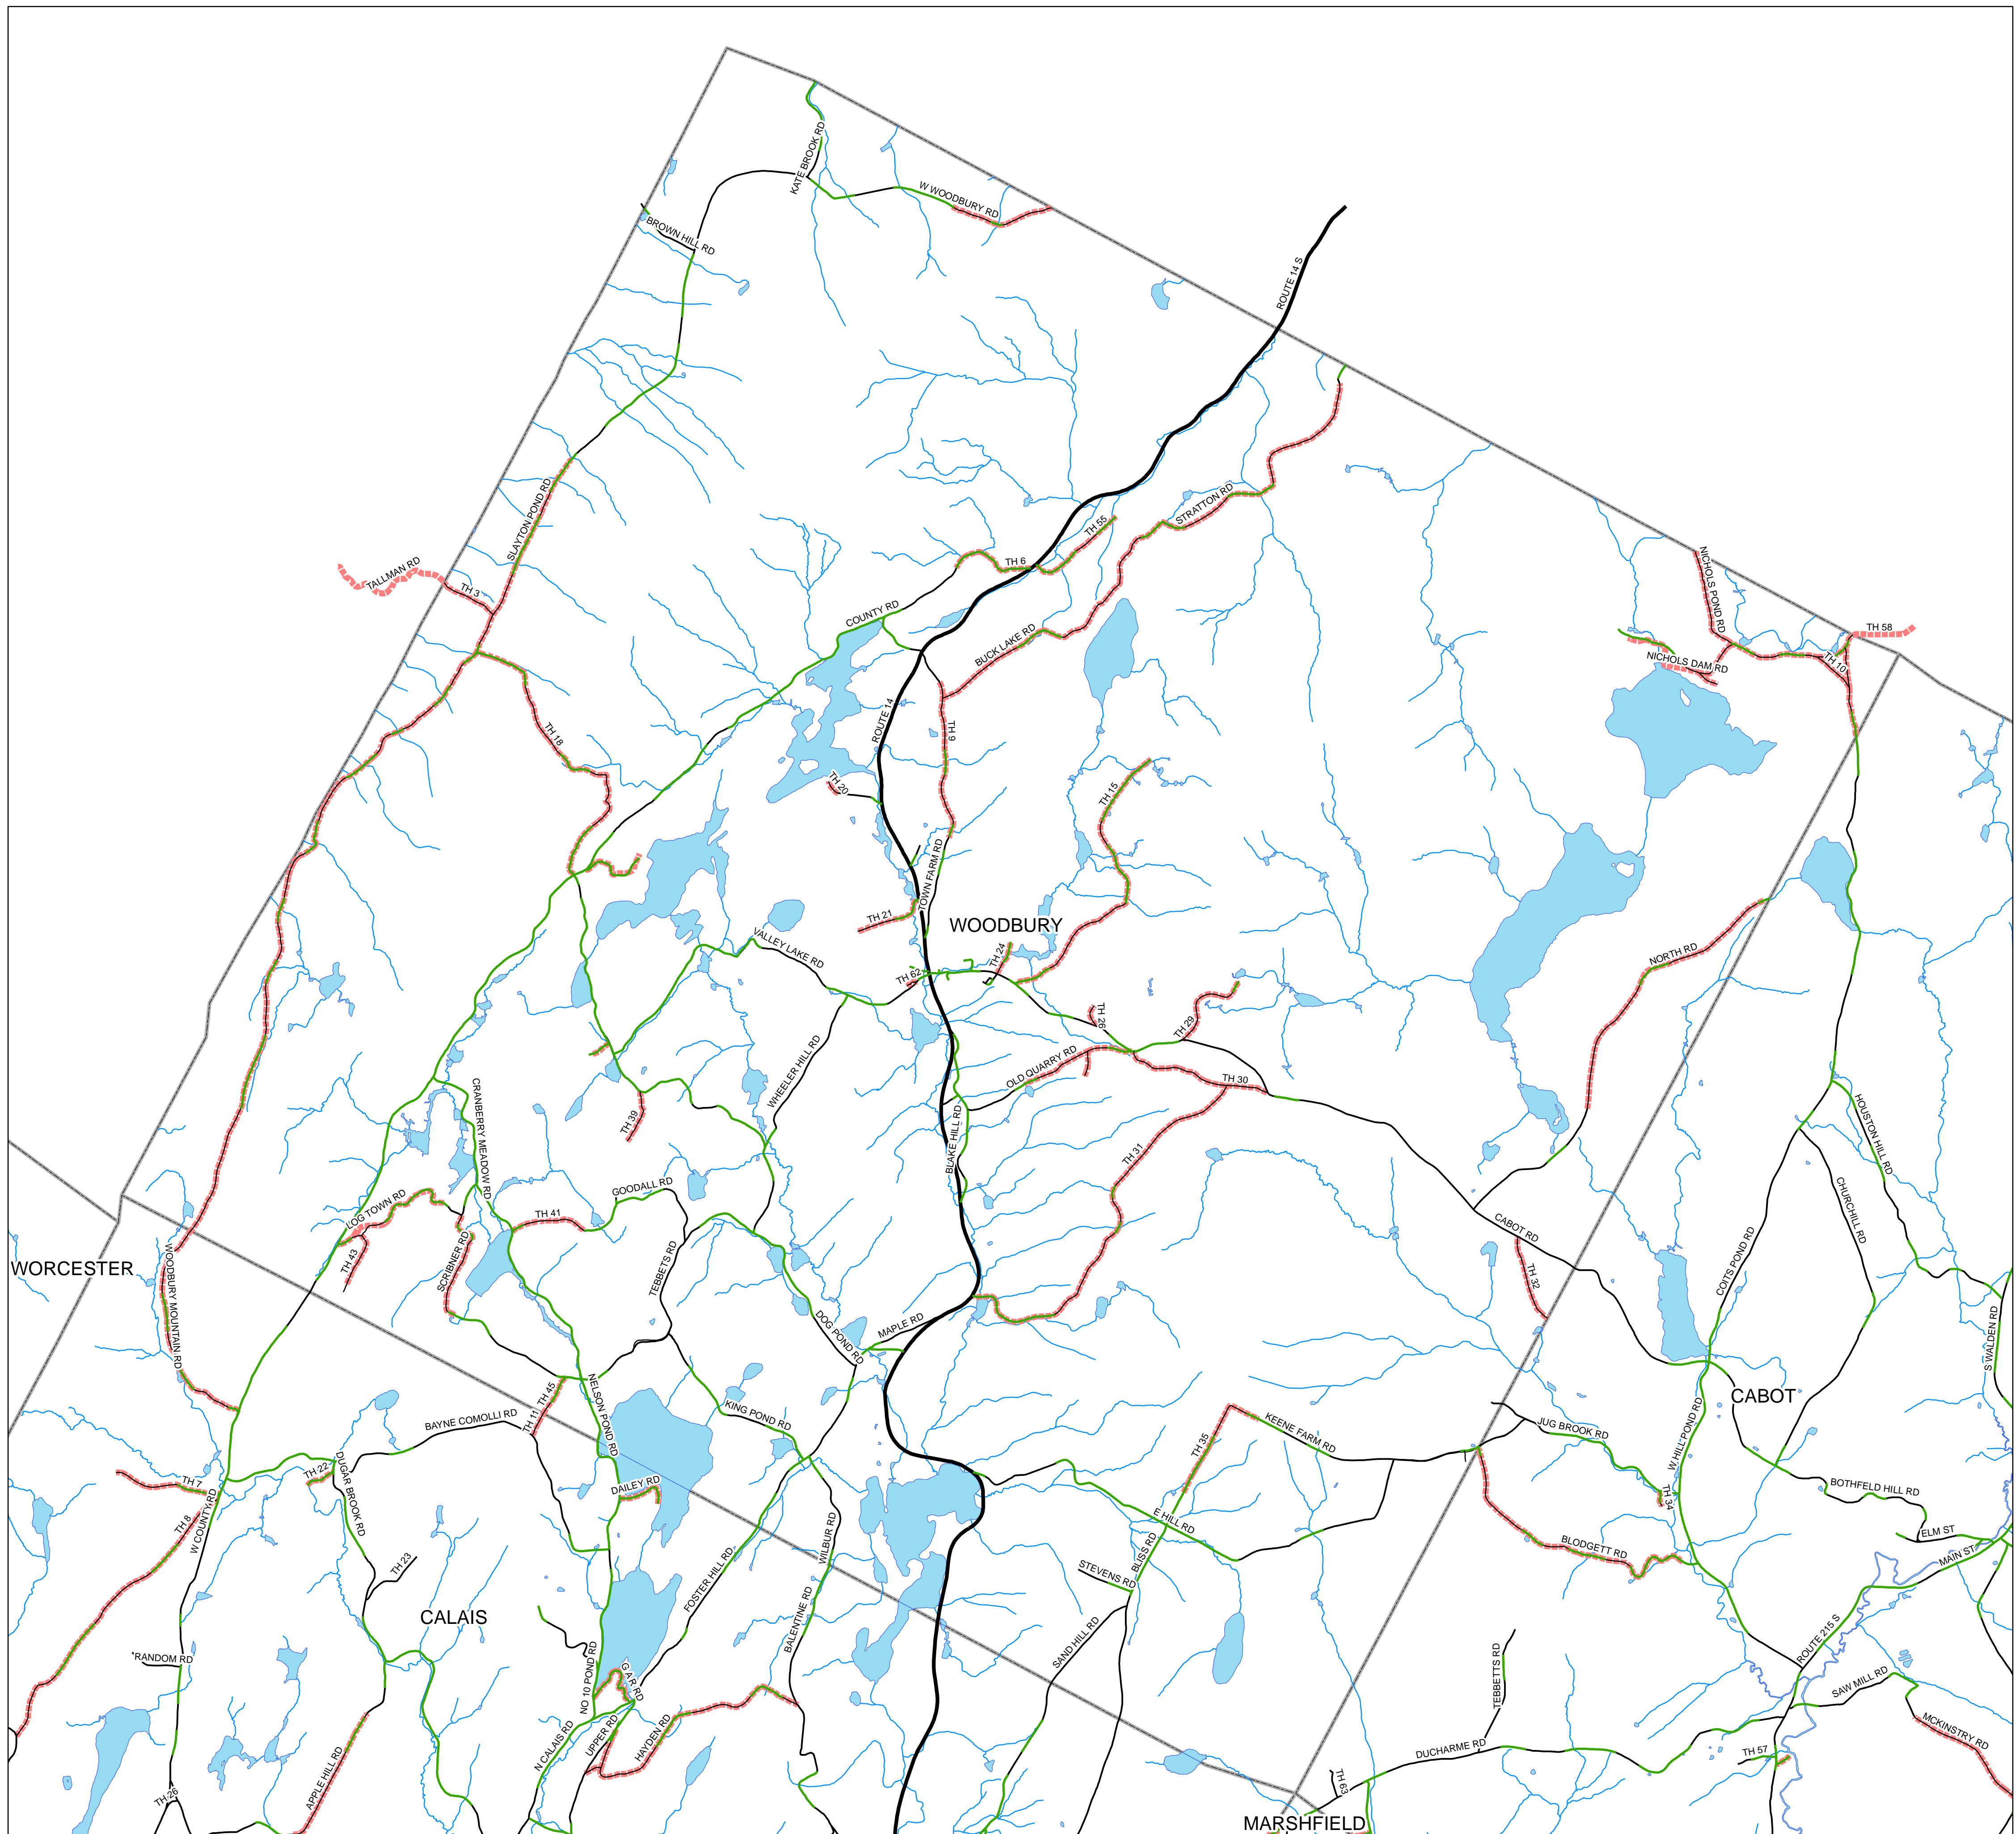 KATE BROOK RD
W WOODBURY RD
BROWN HILL RD
ROUTE 14 S
SLAYTON POND RD
STRATTON RD
TH 55
TH 6
TALLMAN RD
TH 3
NICHOLS POND RD
COUNTY RD
TH 58
BUCK LAKE RD
NICHOLS DAM RD
TH 10
ROUTE 14
TH 9
TH 18
TH 20
TH 15
TOWN FARM RD
TH 21
WOODBURY
VALLEY LAKE RD
TH 24
NORTH RD
TH 62
TH 26
TH 29
WHEELER HILL RD
OLD QUARRY RD
TH 30
CRANBERRY MEADOW RD
TH 39
BLAKE HILL RD
TH 31
HOUSTON HILL RD
GOODALL RD
LOG TOWN RD
TH 41
CHURCHILL RD
CABOT RD
COITS POND RD
WORCESTER
TH 43
SCRIBNER RD
TEBBETS RD
TH 32
WOODBURY MOUNTAIN RD
MAPLE RD
DOG POND RD
S WALDEN RD
NELSON POND RD
TH 45
CABOT
BAYNE COMOLLI RD
TH 11
KING POND RD
KEENE FARM RD
JUG BROOK RD
W HILL POND RD
TH 35
TH 22
DUGAR BROOK RD
TH 7
DAILEY RD
BOTHFELD HILL RD
TH 34
W COUNTY RD
TH 8
E HILL RD
ELM ST
WILBUR RD
BLISS RD
BLODGETT RD
MAIN ST
TH 23
FOSTER HILL RD
STEVENS RD
CALAIS
BALENTINE RD
SAND HILL RD
ROUTE 215 S
RANDOM RD
NO 10 POND RD
G A R RD
TEBBETTS RD
SAW MILL RD
N CALAIS RD
UPPER RD
HAYDEN RD
MCKINSTRY RD
DUCHARME RD
TH 57
APPLE HILL RD
TH 26
TH 63
MARSHFIELD